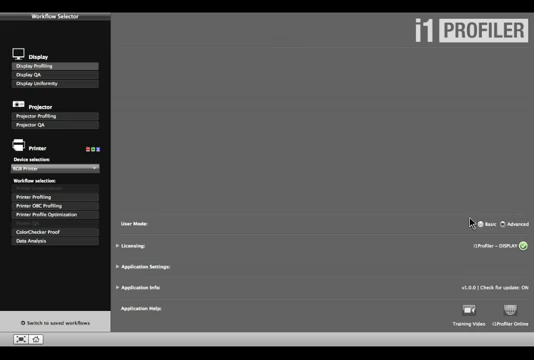 Workflow Selector
i1 PROFILER
Display
Display Profiling
Display QA
Display Uniformity
Projector
Projector Profiling
Projector QA
Printer
Device selection:
RGB Printer
Workflow selection:
Printer Profiling
Printer OBC Profiling
Printer Profile Optimization
ColorChecker Proof
Data Analysis
Switch to saved workflows
User Mode:
Basic
Advanced
Licensing:
i1Profiler – DISPLAY
Application Settings:
Application Info:
v1.0.0 | Check for update: ON
Application Help:
Training Video
i1Profiler Online